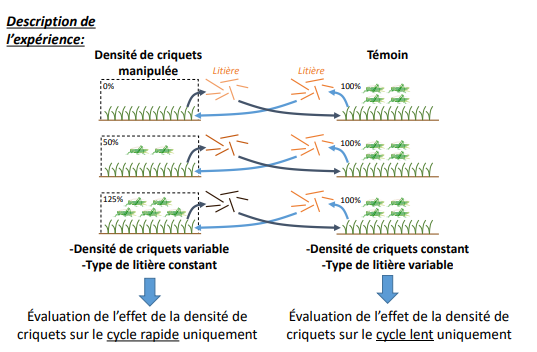 Description de
l’expérience:
Densité de criquets
manipulée
Litière
Litière
Témoin
0%
100%
50%
100%
125%
100%
-Densité de criquets variable
-Type de litière constant
-Densité de criquets constant
-Type de litière variable
Évaluation de l’effet de la densité de
criquets sur le cycle rapide uniquement
Évaluation de l’effet de la densité de
criquets sur le cycle lent uniquement